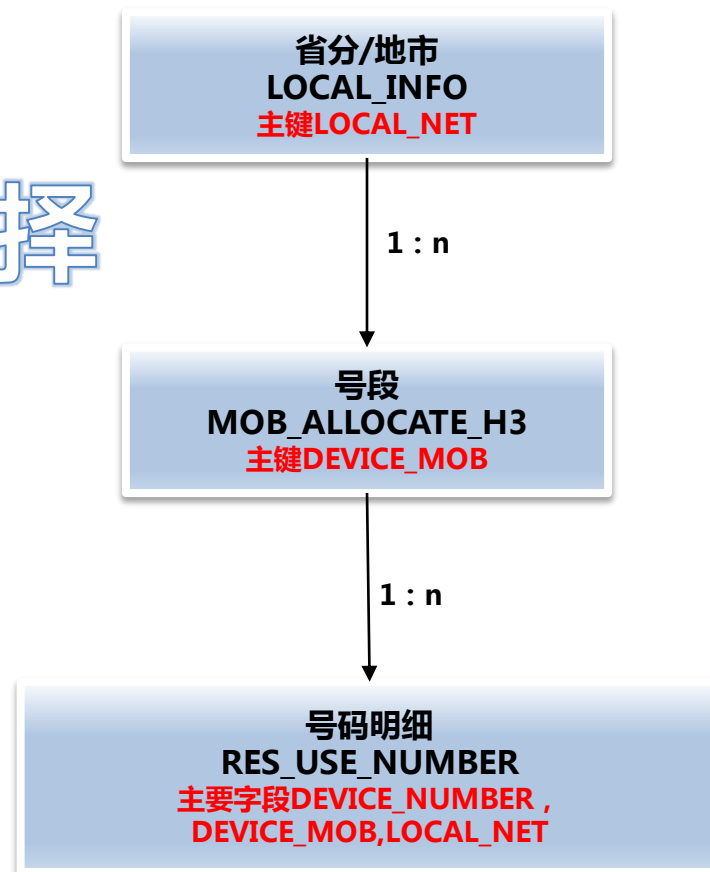 省分/地市
LOCAL_INFO
主键LOCAL_NET
择
1：n
号段
MOB_ALLOCATE_H3
主键DEVICE_MOB
1：n
号码明细
RES_USE_NUMBER
主要字段DEVICE_NUMBER，
DEVICE_MOB,LOCAL_NET